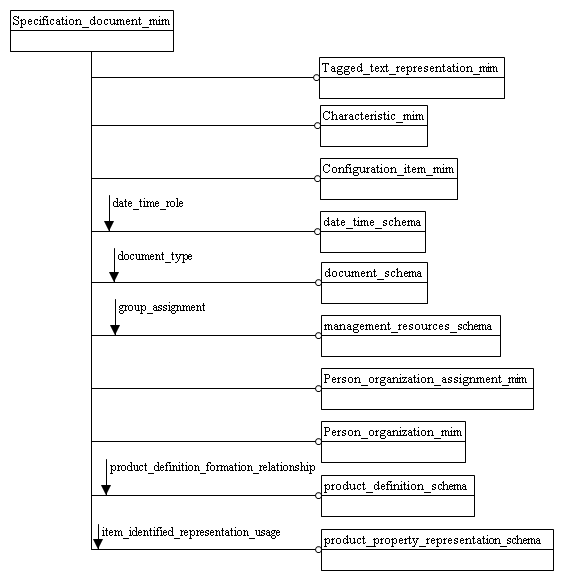 Specification_document_mim
Tagged_text_representation_mim
Characteristic_mim
Configuration_item_mim
date_time_role
date_time_schema
document_type
document_schema
group_assignment
management_resources_schema
Person_organization_assignment_mim
Person_organization_mim
product_definition_formation_relationship
product_definition_schema
item_identified_representation_usage
product_property_representation_schema